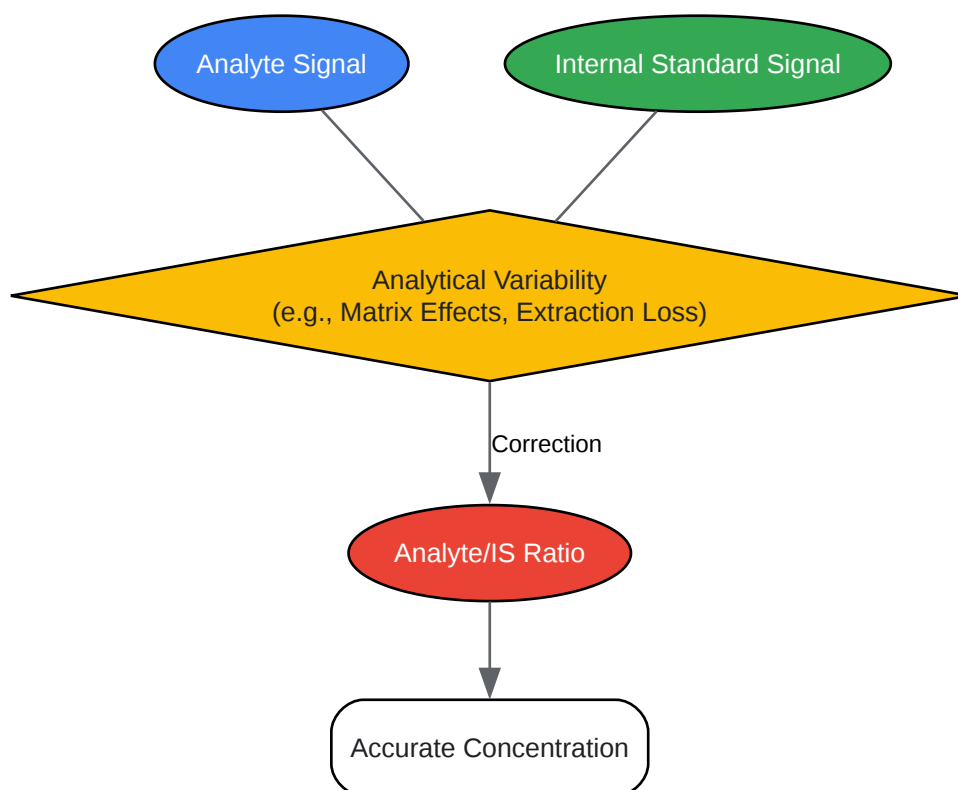 Analyte Signal
Internal Standard Signal
Analytical Variability
(e.g., Matrix Effects, Extraction Loss)
Correction
Analyte/IS Ratio
Accurate Concentration